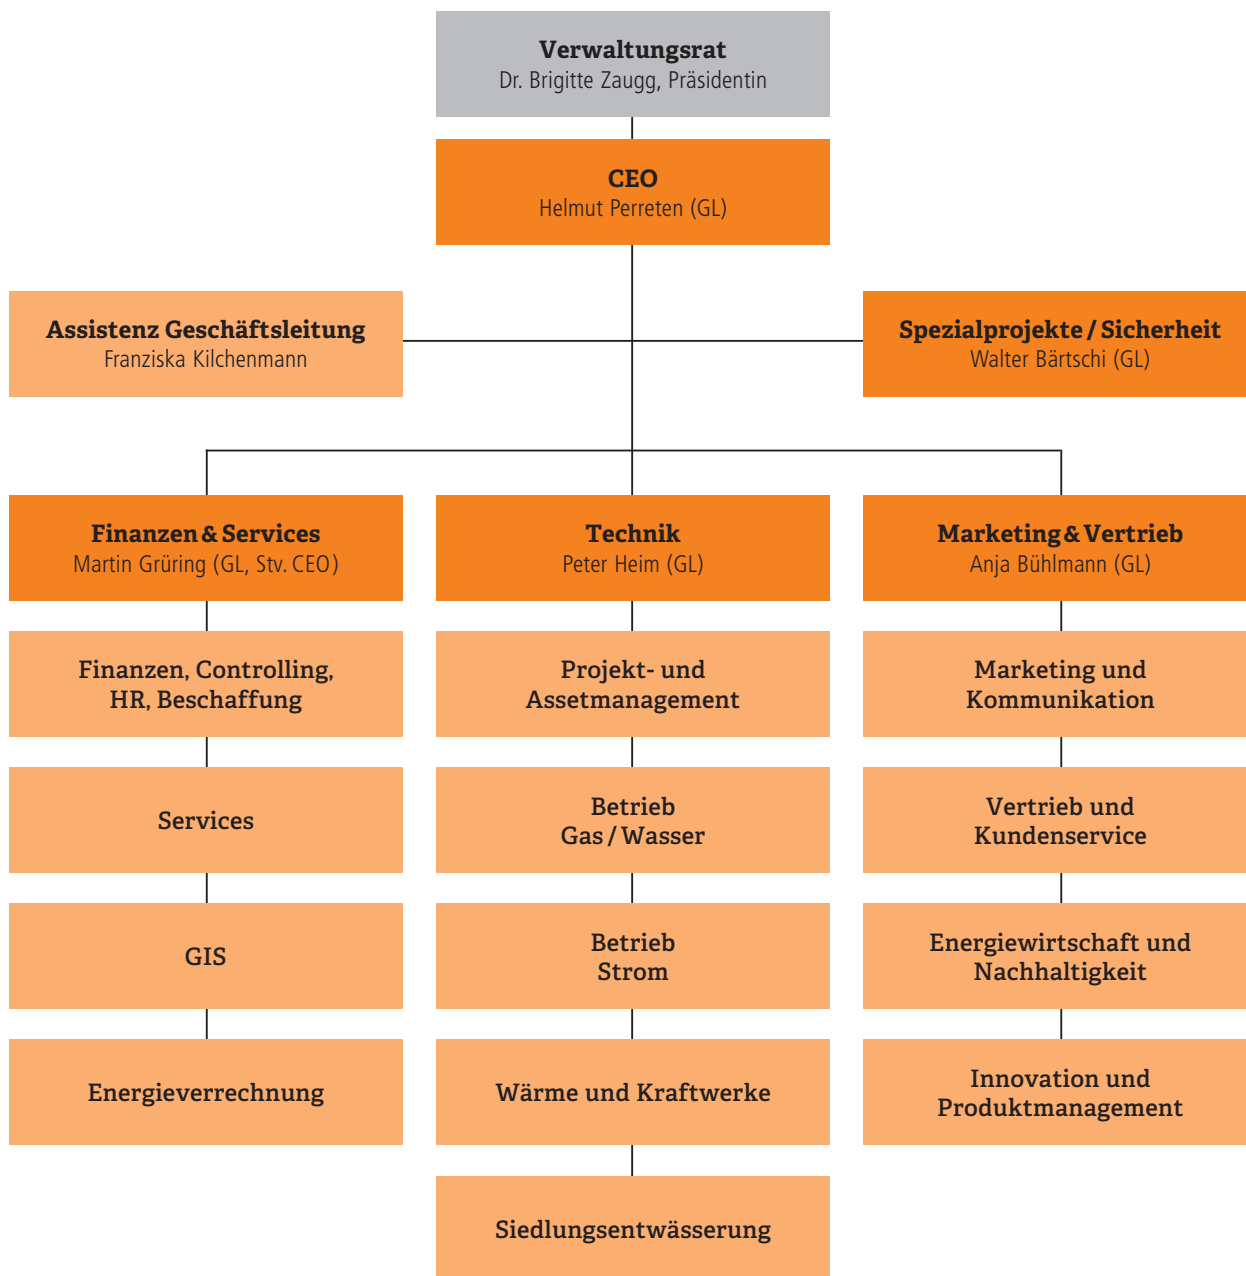 Verwaltungsrat
Dr. Brigitte Zaugg, Präsidentin
CEO
Helmut Perreten (GL)
Assistenz Geschäftsleitung
Franziska Kilchenmann
Spezialprojekte / Sicherheit
Walter Bärtschi (GL)
Finanzen & Services
Martin Grüring (GL, Stv. CEO)
Technik
Peter Heim (GL)
Marketing & Vertrieb
Anja Bühlmann (GL)
Finanzen, Controlling,
HR, Beschaffung
Projekt- und
Assetmanagement
Marketing und
Kommunikation
Services
Betrieb
Gas / Wasser
Vertrieb und
Kundenservice
GIS
Betrieb
Strom
Energiewirtschaft und
Nachhaltigkeit
Energieverrechnung
Wärme und Kraftwerke
Innovation und
Produktmanagement
Siedlungsentwässerung